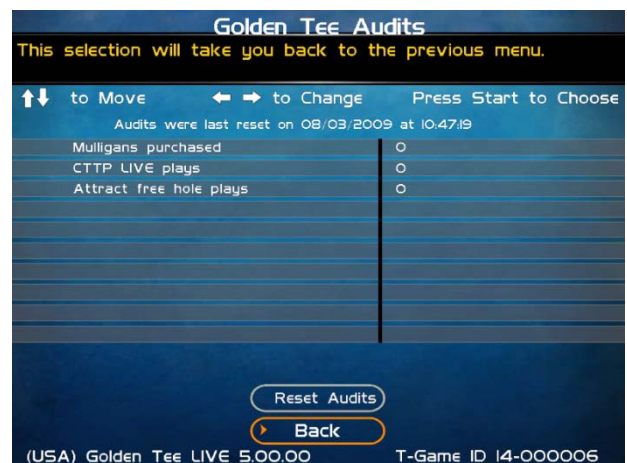 Golden Tee Audits
This selection will take you back to the previous menu.
to Move to Change Press Start to Choose
Audits were last reset on 08/03/2009 at 10:47:19
Mulligans purchased 0
CTTP LIVE plays 0
Attract free hole plays 0
Reset Audits
Back
(USA) Golden Tee LIVE 5.00.00 T-Game ID 14-000006